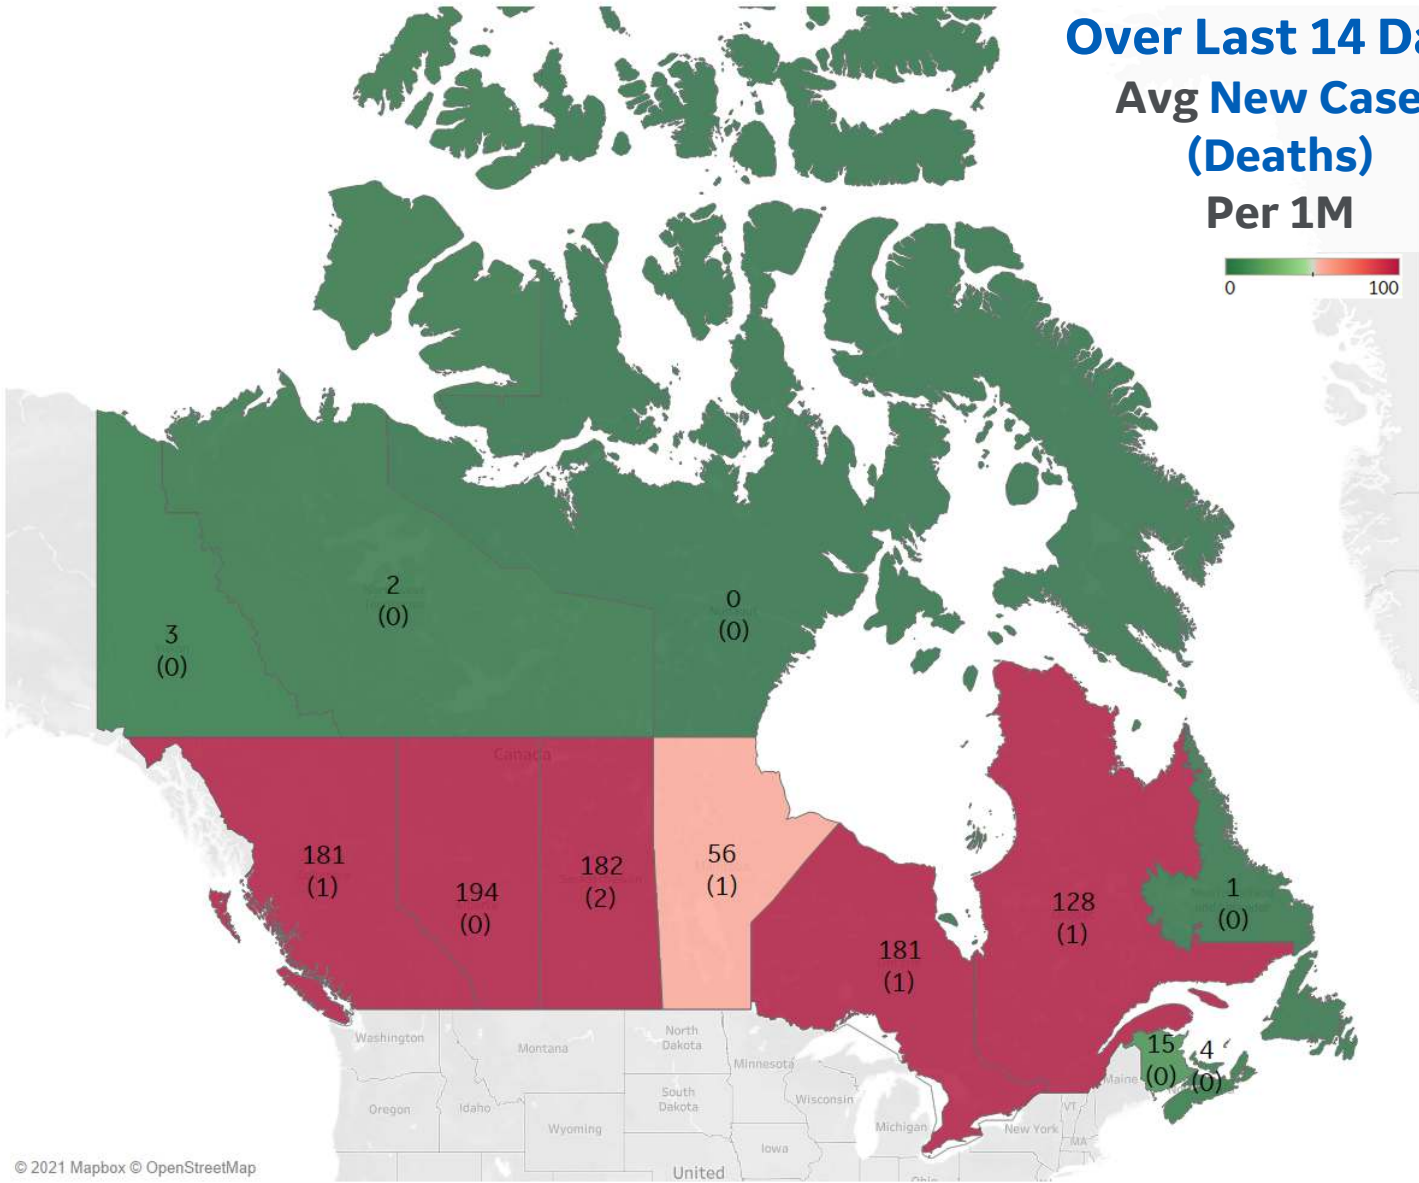 Over Last 14 Da
Avg New Case
(Deaths)
Per 1M
0 100
2
(0)
0
(0)
3
(0)
Canada
181
(1)
194
(0)
182
(2)
56
(1)
181
(1)
128
(1)
1
(0)
15
(0)
4
(0)
Washington
Montana
North
Dakota
Minnesota
Oregon
Idaho
South
Dakota
Wisconsin
Wyoming
Michigan
New York
VT
Maine
MA
Iowa
United
Ohio
© 2021 Mapbox © OpenStreetMap